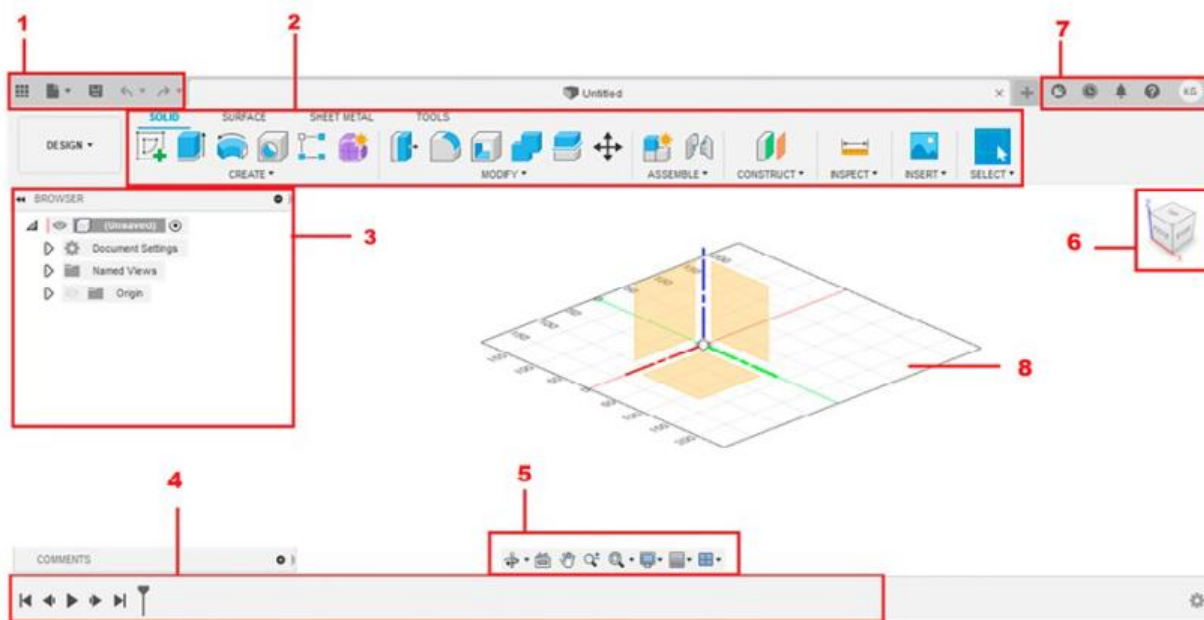 1
2
7
Untitled
KG
SOLID SURFACE SHEET METAL TOOLS
DESIGN
CREATE MODIFY ASSEMBLE CONSTRUCT INSPECT INSERT SELECT
BROWSER
(Unsaved)
3
6
Document Settings
Named Views
Origin
8
4
5
COMMENTS